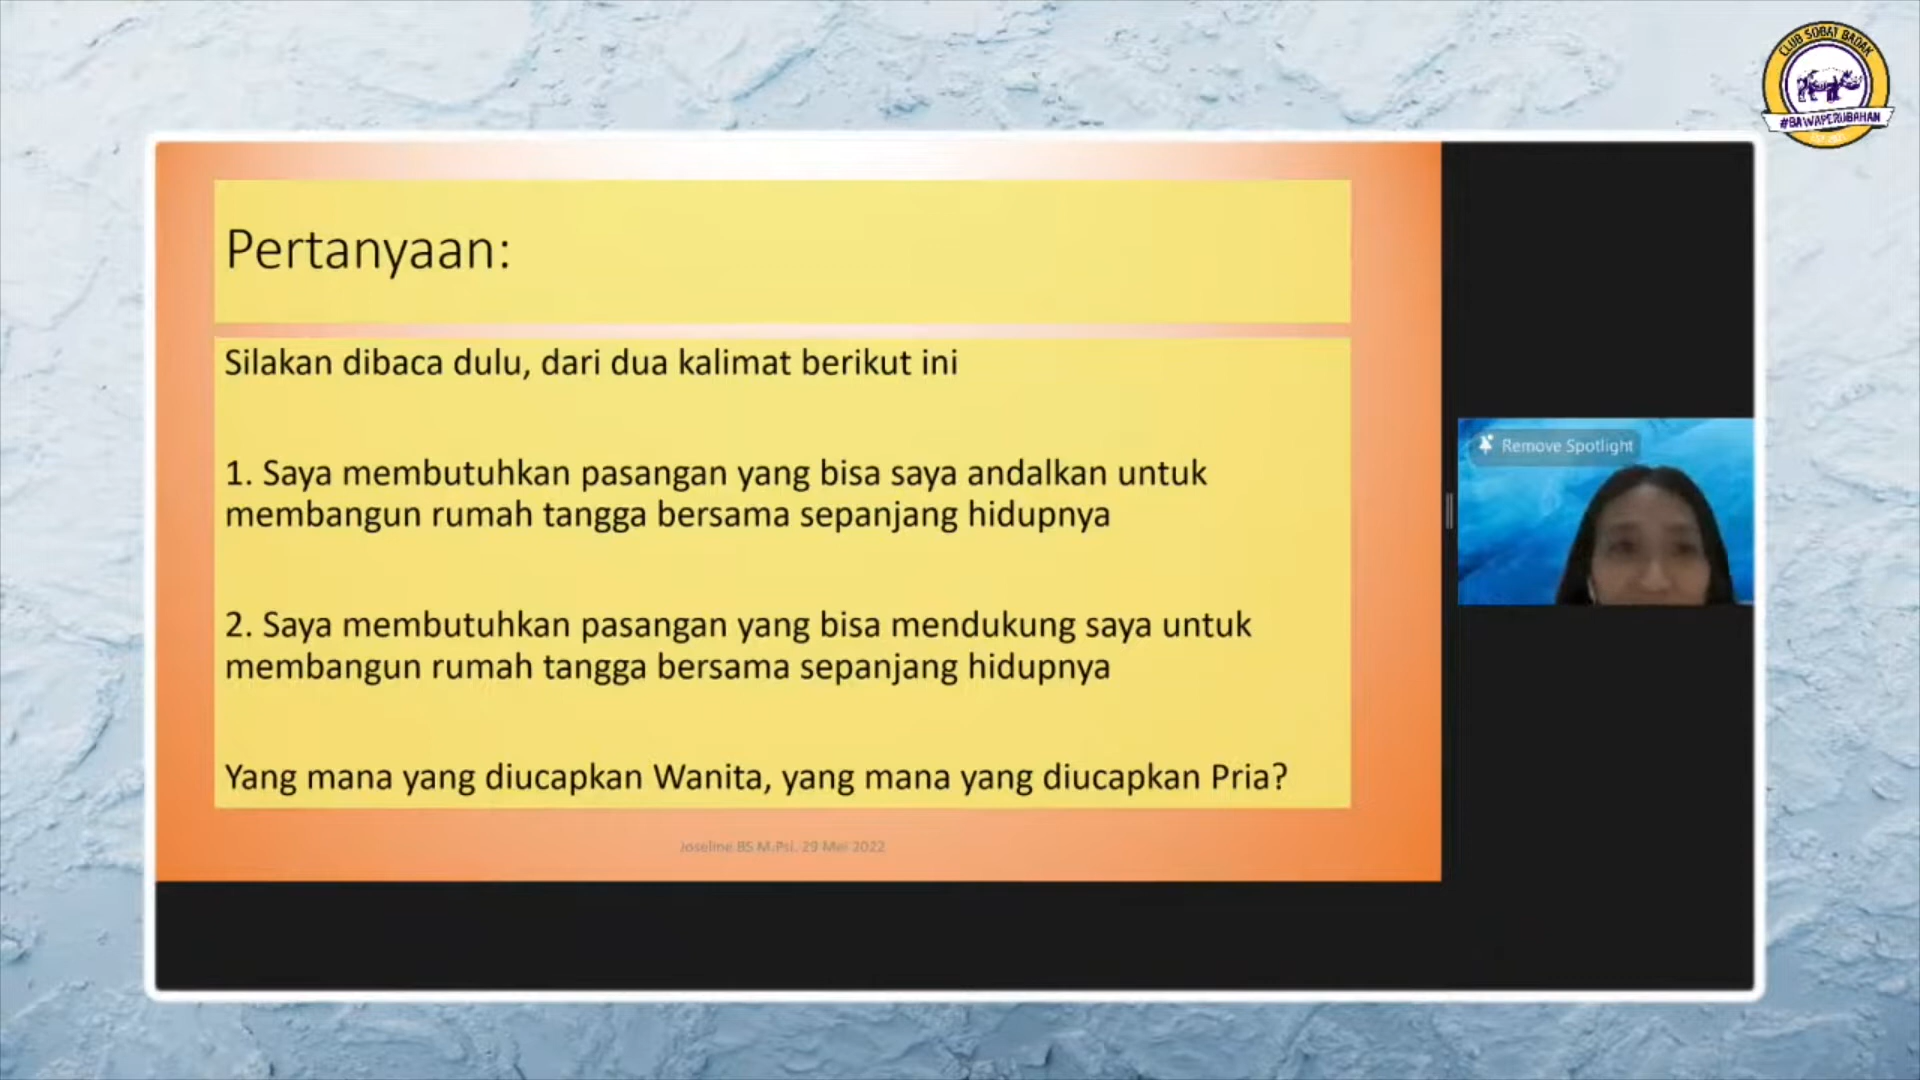 CLUB SOBAT BADAK
#BAWAPERUBAHAN
Pertanyaan:
Silakan dibaca dulu, dari dua kalimat berikut ini
1. Saya membutuhkan pasangan yang bisa saya andalkan untuk
membangun rumah tangga bersama sepanjang hidupnya
Remove Spotlight
2. Saya membutuhkan pasangan yang bisa mendukung saya untuk
membangun rumah tangga bersama sepanjang hidupnya
Yang mana yang diucapkan Wanita, yang mana yang diucapkan Pria?
Joseline BS M.Psi. 29 Mei 2022